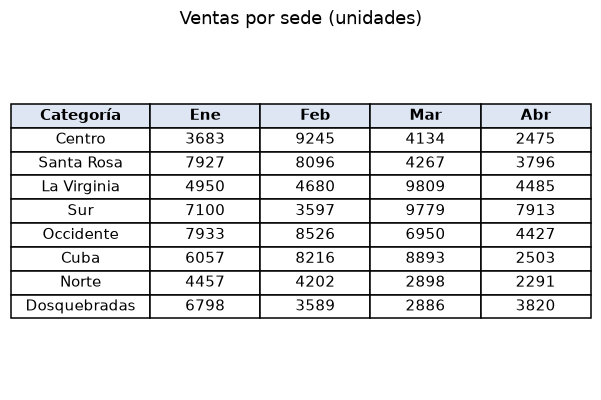 Ventas por sede (unidades)
Categoría Ene Feb Mar Abr
Centro 3683 9245 4134 2475
Santa Rosa 7927 8096 4267 3796
La Virginia 4950 4680 9809 4485
Sur 7100 3597 9779 7913
Occidente 7933 8526 6950 4427
Cuba 6057 8216 8893 2503
Norte 4457 4202 2898 2291
Dosquebradas 6798 3589 2886 3820